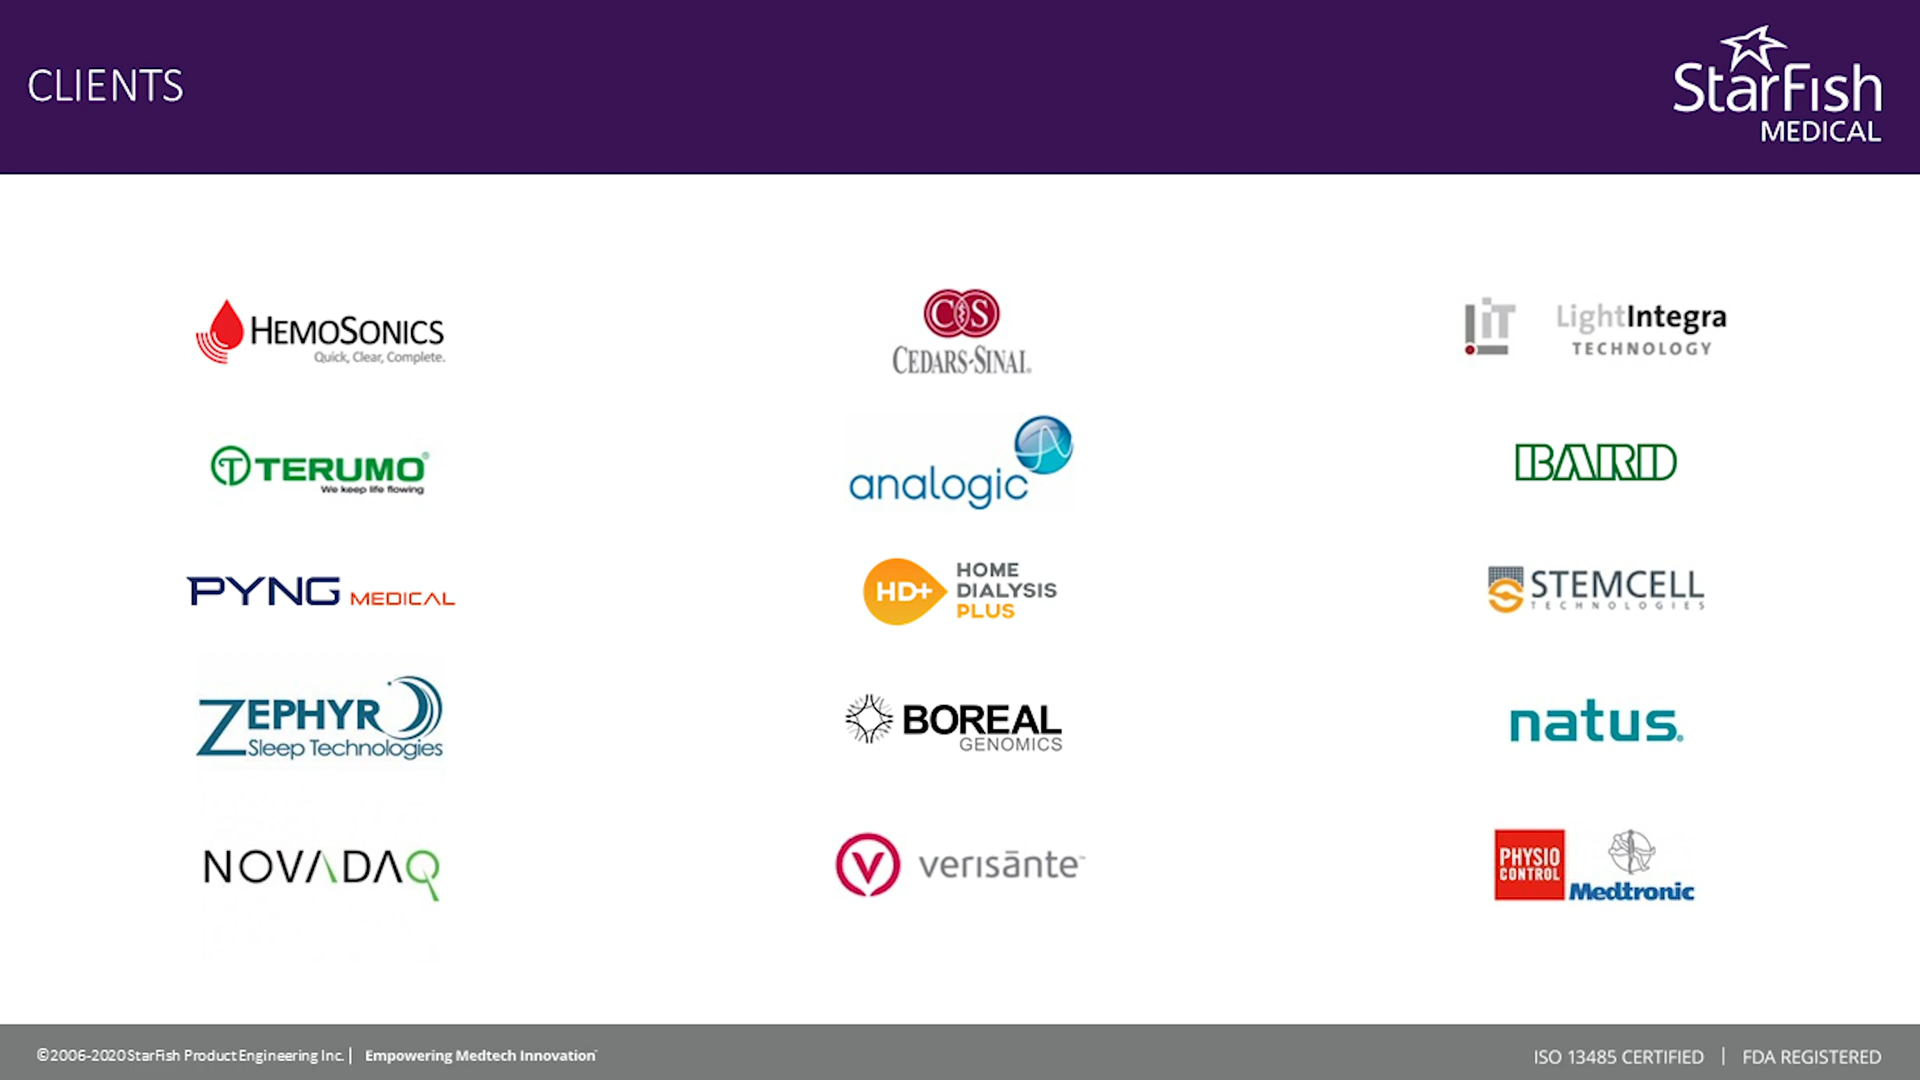 CLIENTS
StarFish
MEDICAL
HEMOSONICS
Quick, Clear, Complete.
CS
CEDARS-SINAI®
LiT
LightIntegra
TECHNOLOGY
T TERUMO®
We keep life flowing
analogic
BARD
PYNG MEDICAL
HD+
HOME
DIALYSIS
PLUS
STEMCELL
TECHNOLOGIES
ZEPHYR
Sleep Technologies
BOREAL
GENOMICS
natus®
NOVADAQ
V verisānte™
PHYSIO
CONTROL
Medtronic
©2006-2020 StarFish Product Engineering Inc. | Empowering Medtech Innovation
ISO 13485 CERTIFIED | FDA REGISTERED